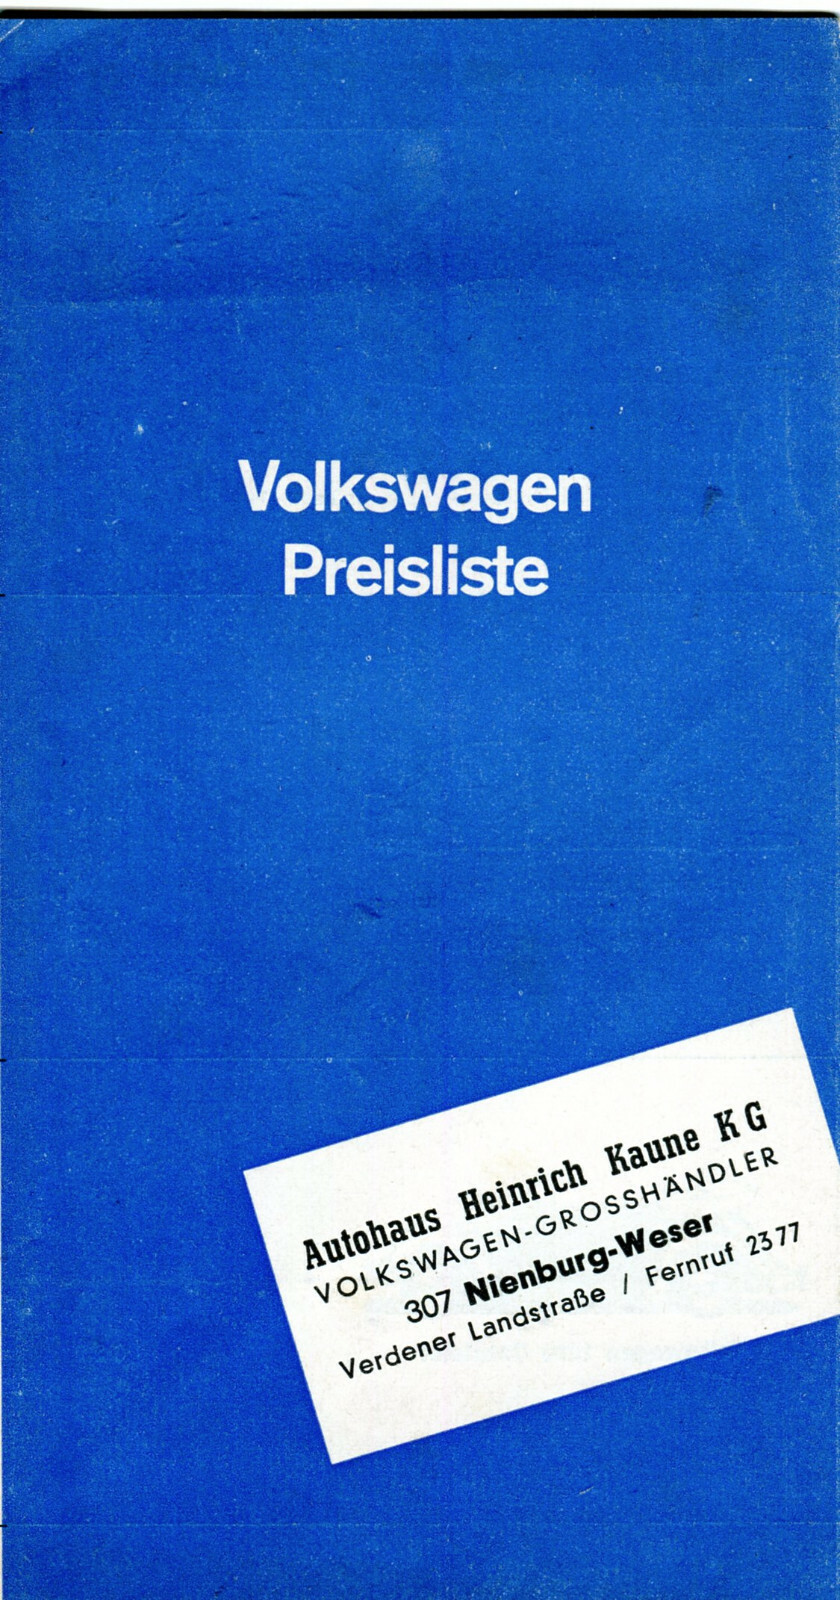 Volkswagen
Preisliste
Autohaus Heinrich Kaune KG
VOLKSWAGEN-GROSSHÄNDLER
307 Nienburg-Weser
Verdener Landstraße / Fernruf 2377